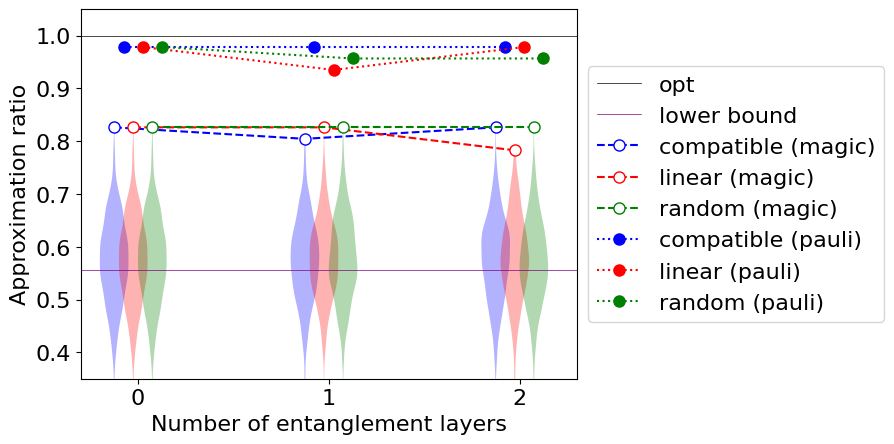 1.0
0.9
0.8
0.7
0.6
0.5
0.4
Approximation ratio
0 1 2
Number of entanglement layers
opt
lower bound
compatible (magic)
linear (magic)
random (magic)
compatible (pauli)
linear (pauli)
random (pauli)